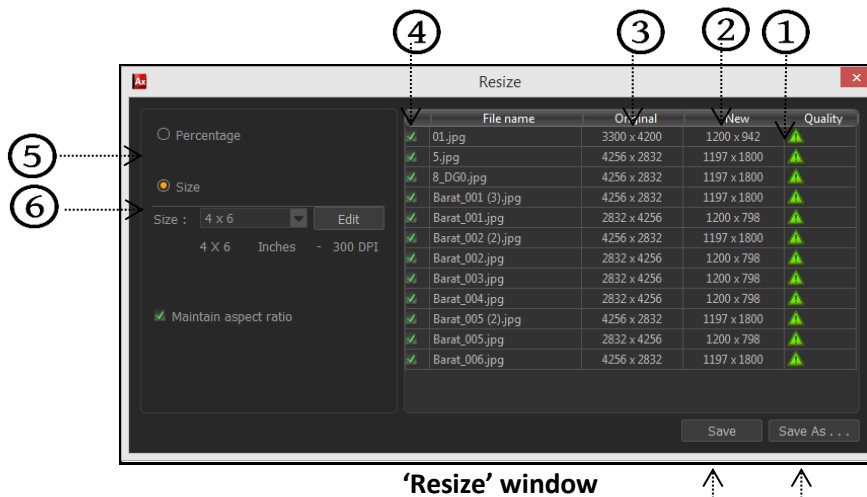 4 3 2 1
Ax Resize ×
File name Original New Quality
Percentage
01.jpg 3300 x 4200 1200 x 942
5
5.jpg 4256 x 2832 1197 x 1800
Size
8_DG0.jpg 4256 x 2832 1197 x 1800
Barat_001 (3).jpg 4256 x 2832 1197 x 1800
6
Size : 4 x 6 Edit
Barat_001.jpg 2832 x 4256 1200 x 798
4 X 6 Inches - 300 DPI
Barat_002 (2).jpg 4256 x 2832 1197 x 1800
Barat_002.jpg 2832 x 4256 1200 x 798
Barat_003.jpg 2832 x 4256 1200 x 798
Barat_004.jpg 2832 x 4256 1200 x 798
Maintain aspect ratio
Barat_005 (2).jpg 4256 x 2832 1197 x 1800
Barat_005.jpg 2832 x 4256 1200 x 798
Barat_006.jpg 4256 x 2832 1197 x 1800
Save Save As . . .
‘Resize’ window